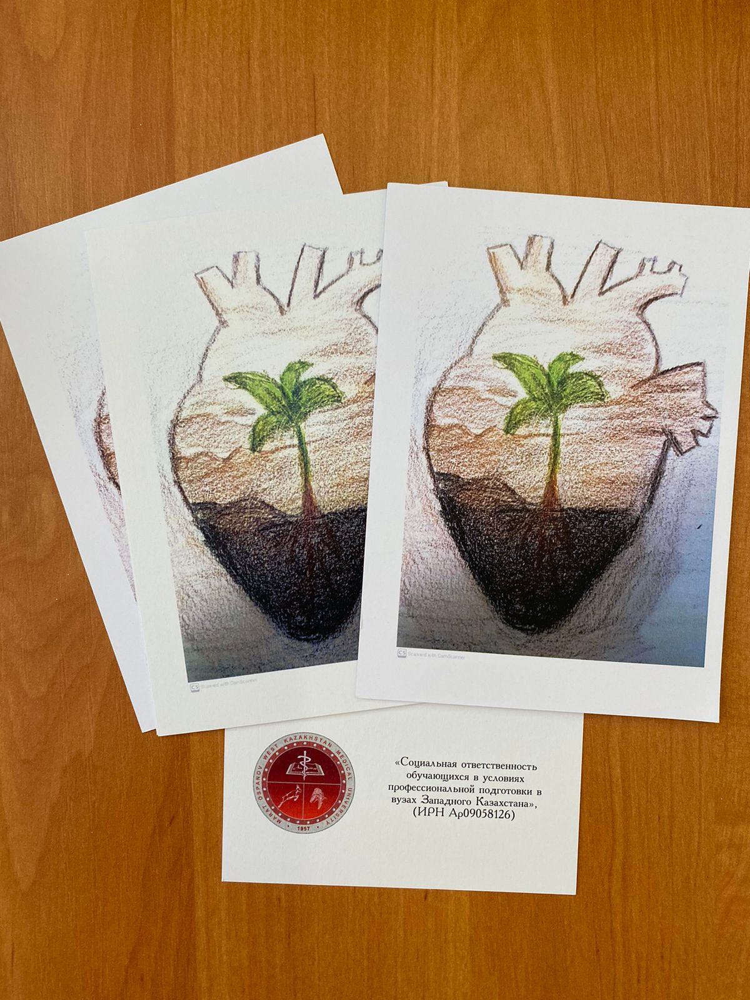 CS Scanned with CamScanner
CS Scanned with CamScanner
MARAT OSPANOV WEST KAZAKHSTAN MEDICAL UNIVERSITY
• 1957 •
«Социальная ответственность
обучающихся в условиях
профессиональной подготовки в
вузах Западного Казахстана»,
(ИРН Ар09058126)